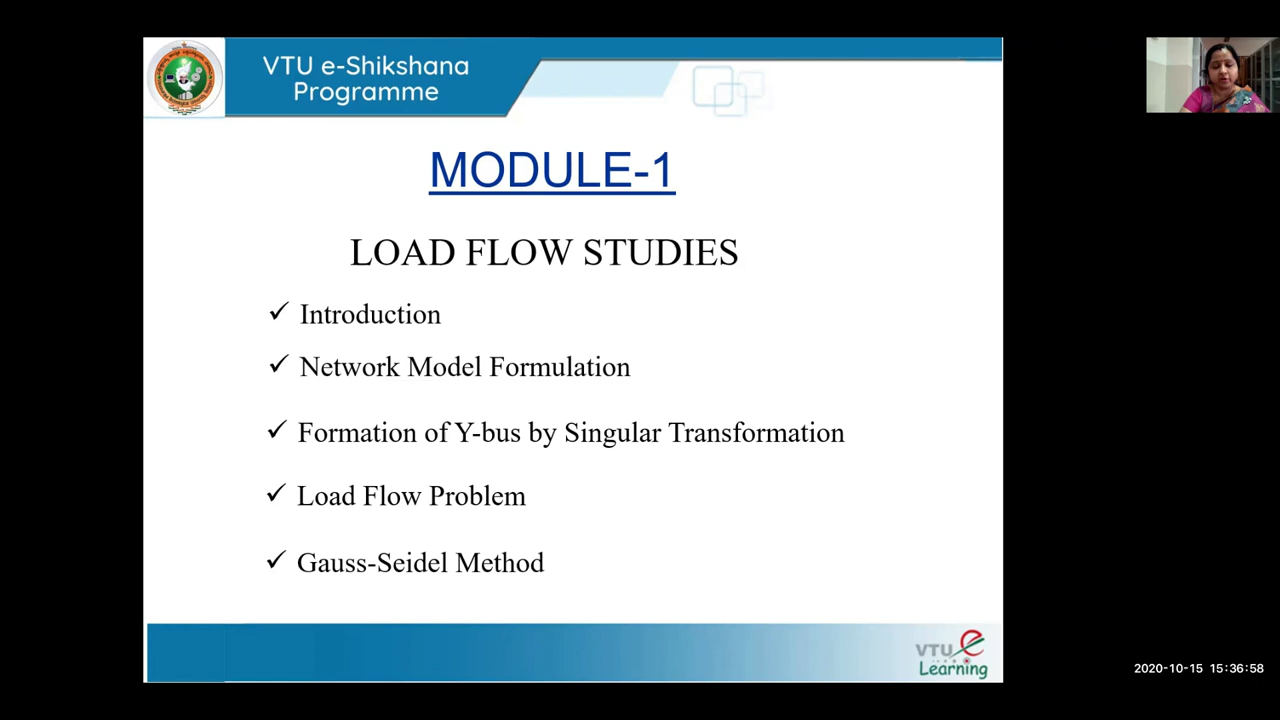 VTU e-Shikshana
Programme
MODULE-1
LOAD FLOW STUDIES
✓ Introduction
✓ Network Model Formulation
✓ Formation of Y-bus by Singular Transformation
✓ Load Flow Problem
✓ Gauss-Seidel Method
VTU e
Learning
2020-10-15 15:36:58